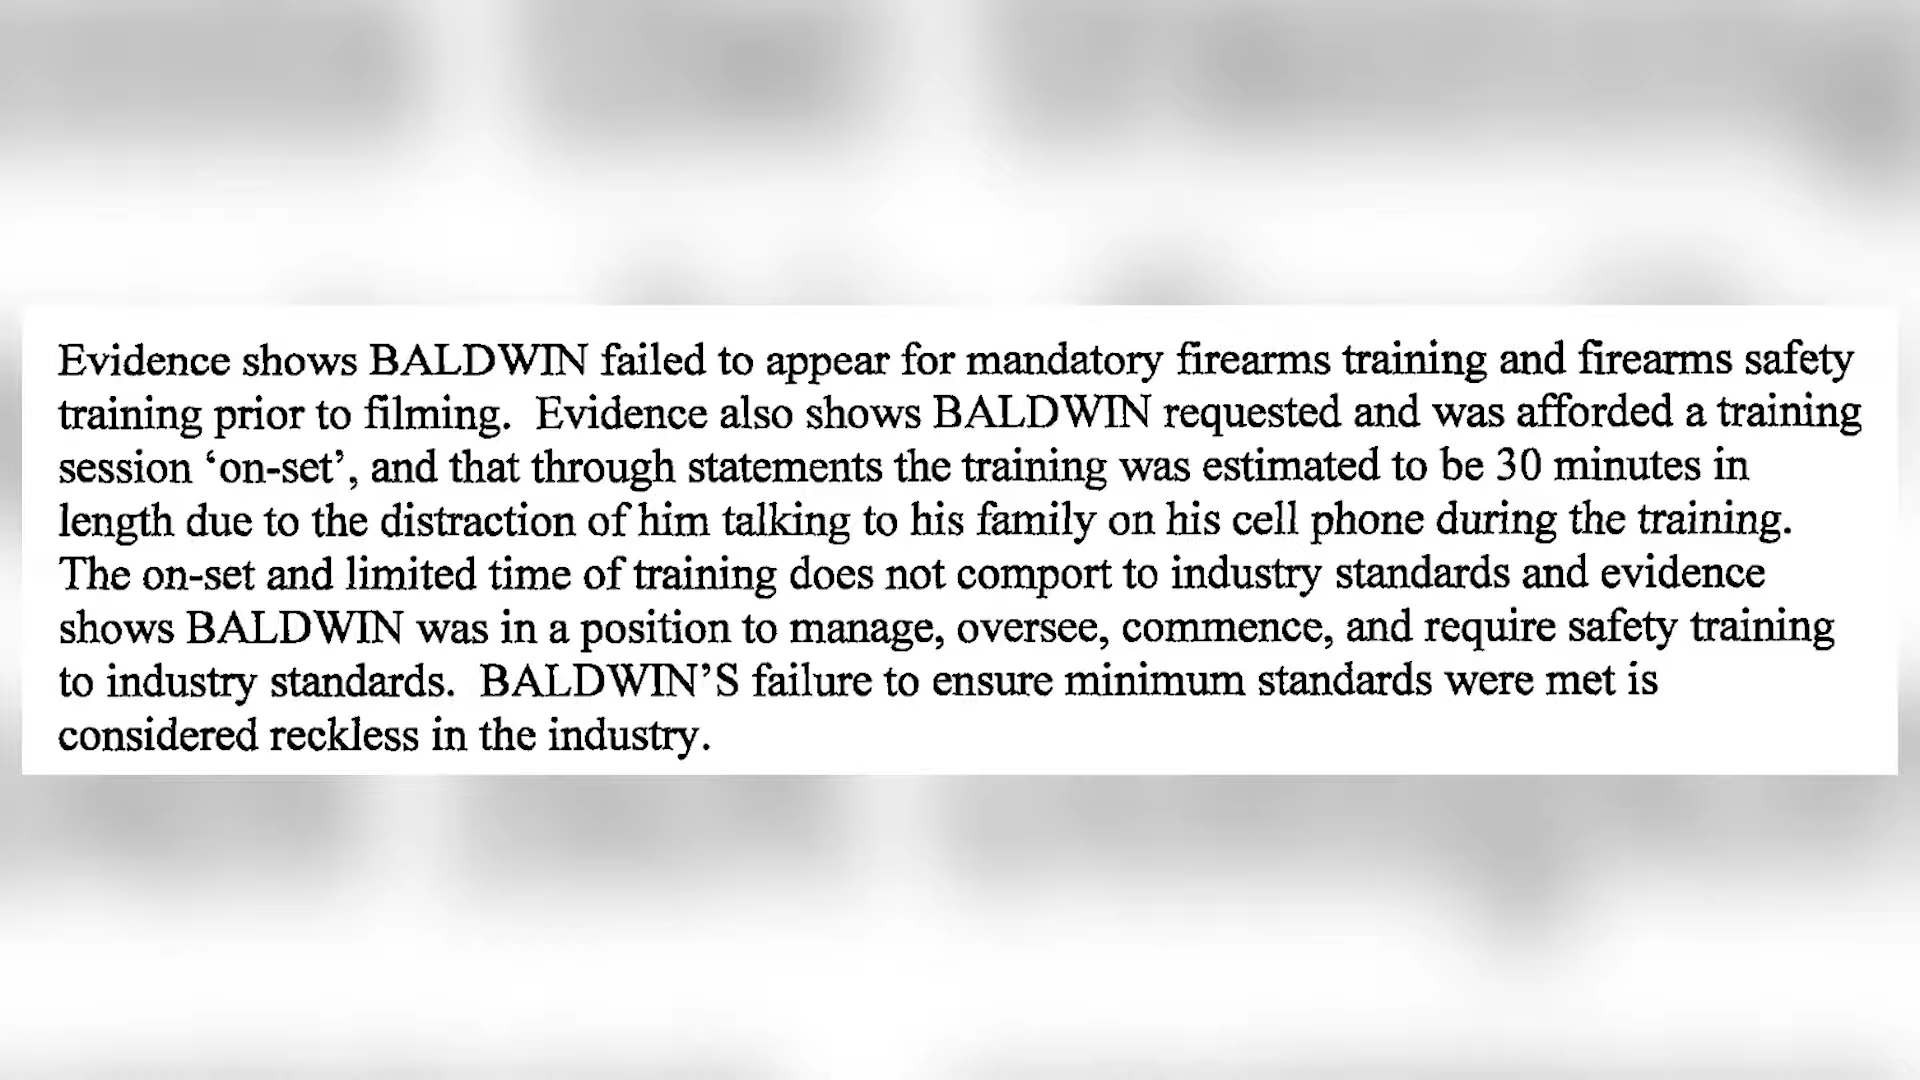 Evidence shows BALDWIN failed to appear for mandatory firearms training and firearms safety
training prior to filming.  Evidence also shows BALDWIN requested and was afforded a training
session ‘on-set’, and that through statements the training was estimated to be 30 minutes in
length due to the distraction of him talking to his family on his cell phone during the training.
The on-set and limited time of training does not comport to industry standards and evidence
shows BALDWIN was in a position to manage, oversee, commence, and require safety training
to industry standards.  BALDWIN’S failure to ensure minimum standards were met is
considered reckless in the industry.